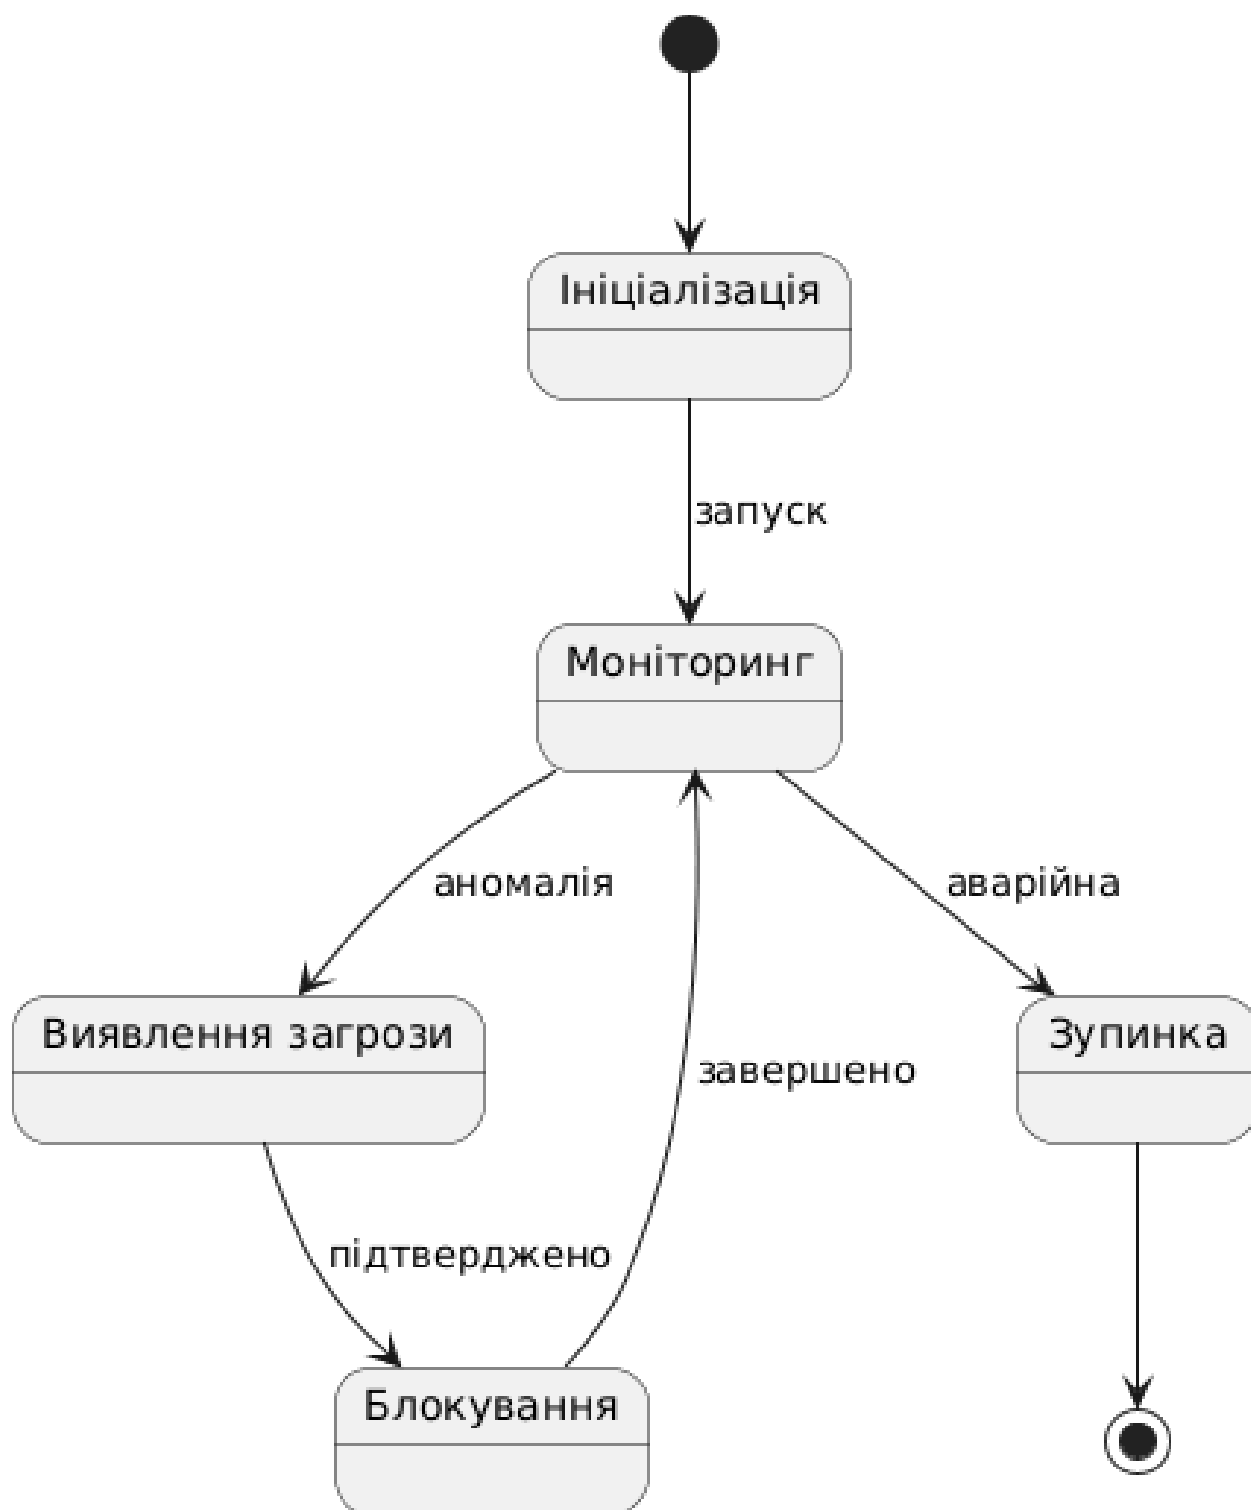 Ініціалізація
запуск
Моніторинг
аномалія
аварійна
Виявлення загрози
Зупинка
завершено
підтверджено
Блокування